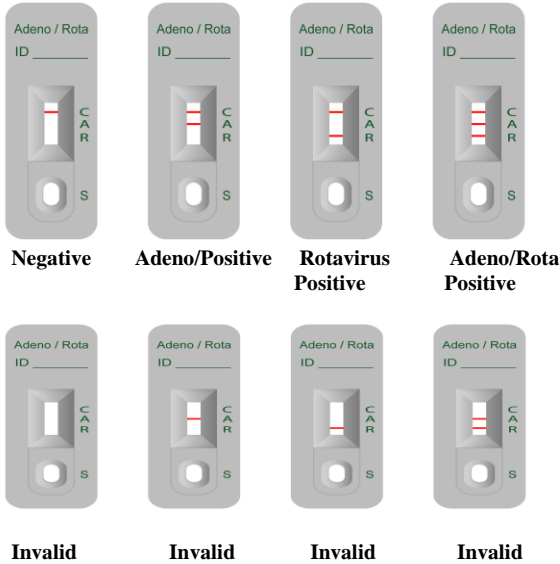 Adeno / Rota
ID
C
A
R
S
Negative
Adeno / Rota
ID
C
A
R
S
Adeno/Positive
Adeno / Rota
ID
C
A
R
S
Rotavirus
Positive
Adeno / Rota
ID
C
A
R
S
Adeno/Rota
Positive
Adeno / Rota
ID
C
A
R
S
Invalid
Adeno / Rota
ID
C
A
R
S
Invalid
Adeno / Rota
ID
C
A
R
S
Invalid
Adeno / Rota
ID
C
A
R
S
Invalid